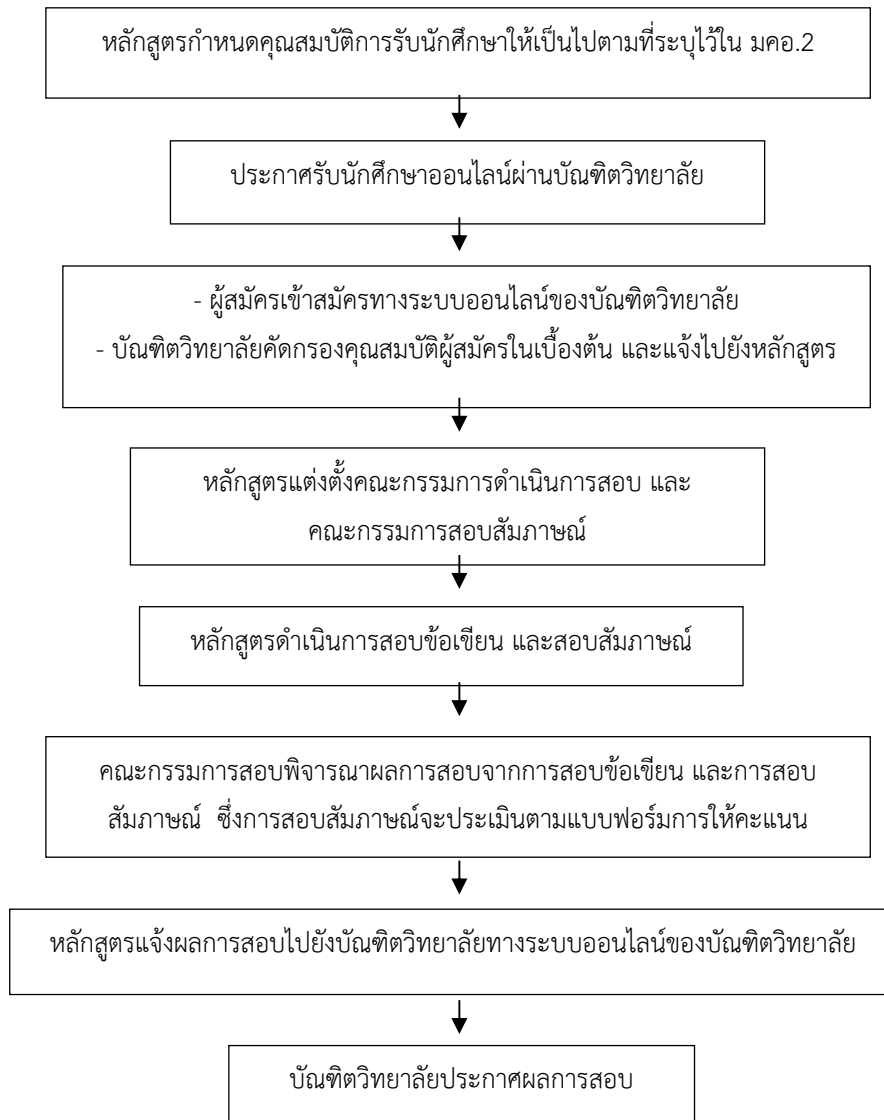 หลักสูตรกำหนดคุณสมบัติการรับนักศึกษาให้เป็นไปตามที่ระบุไว้ใน มคอ.2
ประกาศรับนักศึกษาออนไลน์ผ่านบัณฑิตวิทยาลัย
- ผู้สมัครเข้าสมัครทางระบบออนไลน์ของบัณฑิตวิทยาลัย
- บัณฑิตวิทยาลัยคัดกรองคุณสมบัติผู้สมัครในเบื้องต้น และแจ้งไปยังหลักสูตร
หลักสูตรแต่งตั้งคณะกรรมการดำเนินการสอบ และ
คณะกรรมการสอบสัมภาษณ์
หลักสูตรดำเนินการสอบข้อเขียน และสอบสัมภาษณ์
คณะกรรมการสอบพิจารณาผลการสอบจากการสอบข้อเขียน และการสอบ
สัมภาษณ์ ซึ่งการสอบสัมภาษณ์จะประเมินตามแบบฟอร์มการให้คะแนน
หลักสูตรแจ้งผลการสอบไปยังบัณฑิตวิทยาลัยทางระบบออนไลน์ของบัณฑิตวิทยาลัย
บัณฑิตวิทยาลัยประกาศผลการสอบ